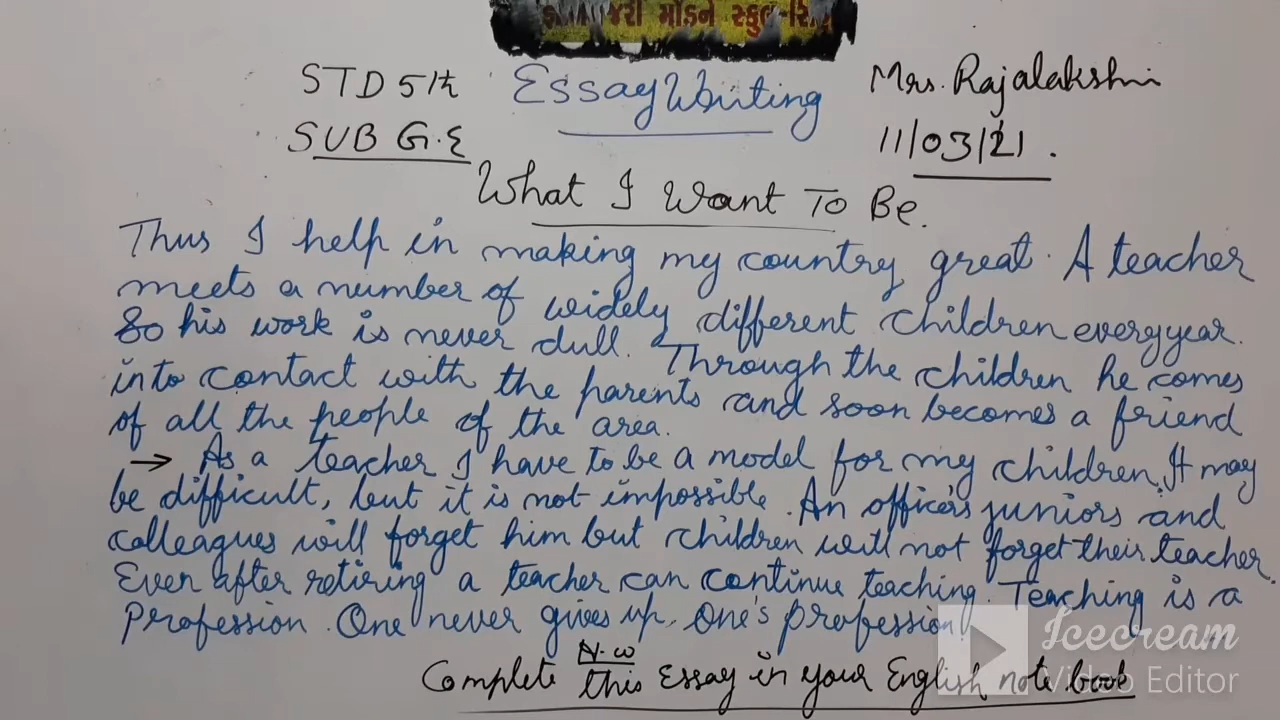 મોડર્ન સ્કુલ
STD 5th Essay Writing Mrs. Rajalakshmi
SUB G.E 11/03/21.
What I Want To Be.
Thus I help in making my country great. A teacher
meets a number of widely different children every year.
So his work is never dull. Through the children he comes
into contact with the parents and soon becomes a friend
of all the people of the area.
→ As a teacher I have to be a model for my children. It may
be difficult, but it is not impossible. An officer's juniors and
colleagues will forget him but children will not forget their teacher.
Even after retiring a teacher can continue teaching. Teaching is a
Profession. One never gives up, One's profession
H.W
Complete this Essay in your English note book
Icecream
Video Editor